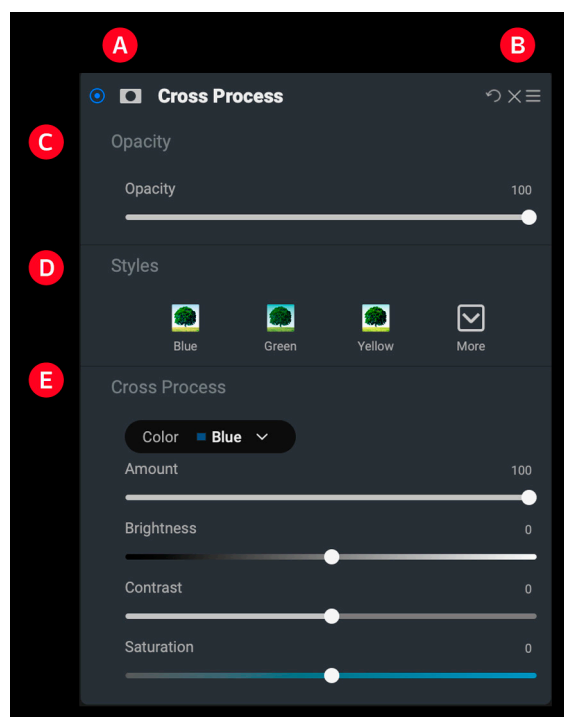 A
B
Cross Process
C
Opacity
Opacity 100
D
Styles
Blue Green Yellow More
E
Cross Process
Color Blue
Amount 100
Brightness 0
Contrast 0
Saturation 0